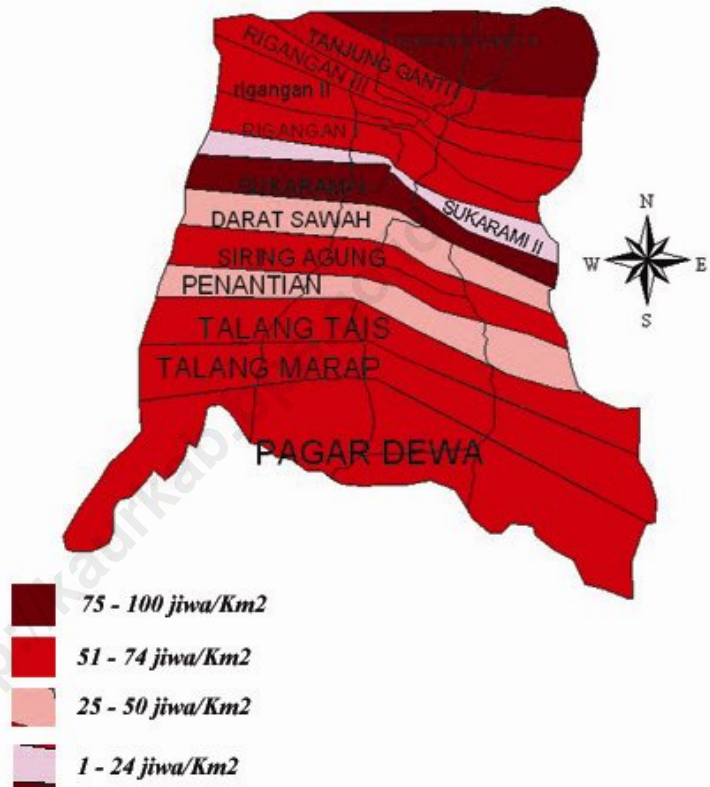 TANJUNG GANTI I
RIGANGAN III
rigangan II
RIGANGAN I
SUKARAMI I
SUKARAMI II
DARAT SAWAH
SIRING AGUNG
PENANTIAN
TALANG TAIS
TALANG MARAP
PAGAR DEWA
N
W
E
S
75 - 100 jiwa/Km2
51 - 74 jiwa/Km2
25 - 50 jiwa/Km2
1 - 24 jiwa/Km2